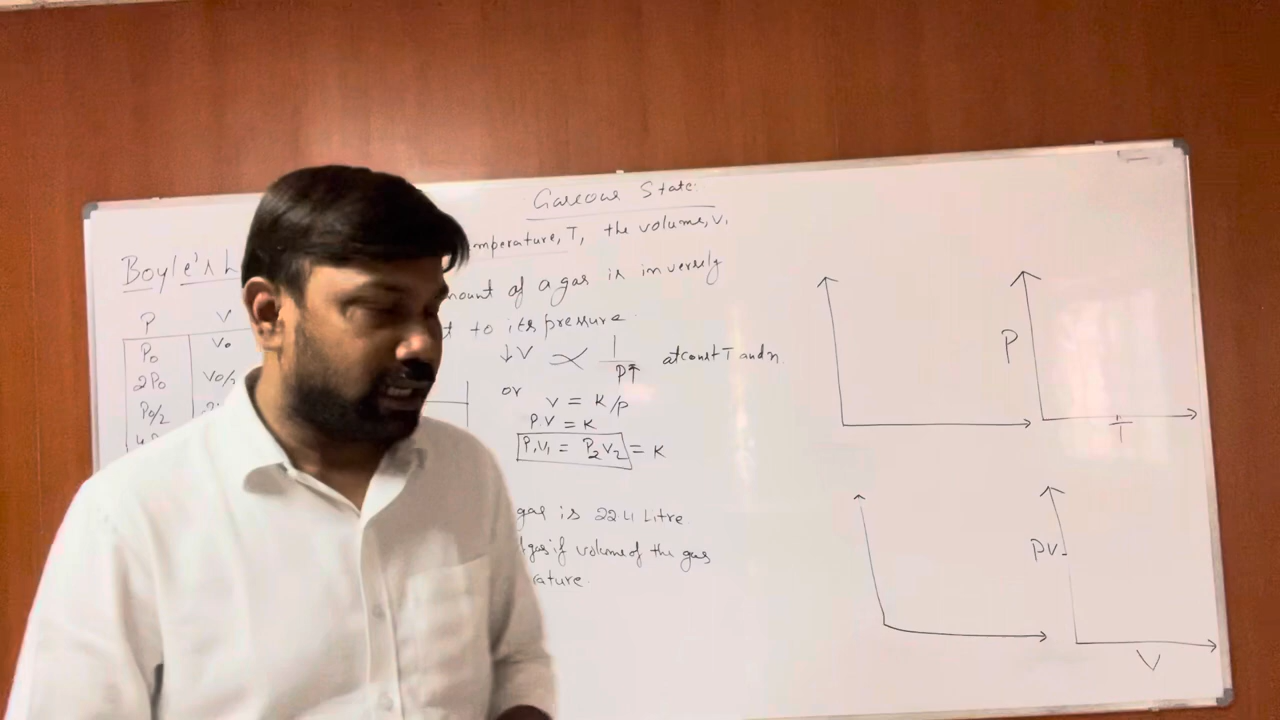 Gaseous State:
Boyle's L
mperature, T, the volume, V,
mount of a gas is inversely
t to its pressure
P V
P0 V0
2P0 V0/2
P0/2
↓V ∝ 1/P↑ at const T and n.
or
V = K/P
P.V = K
P1V1 = P2V2 = K
gas is 22.4 Litre.
gas if volume of the gas
rature.
P
T
PV
V